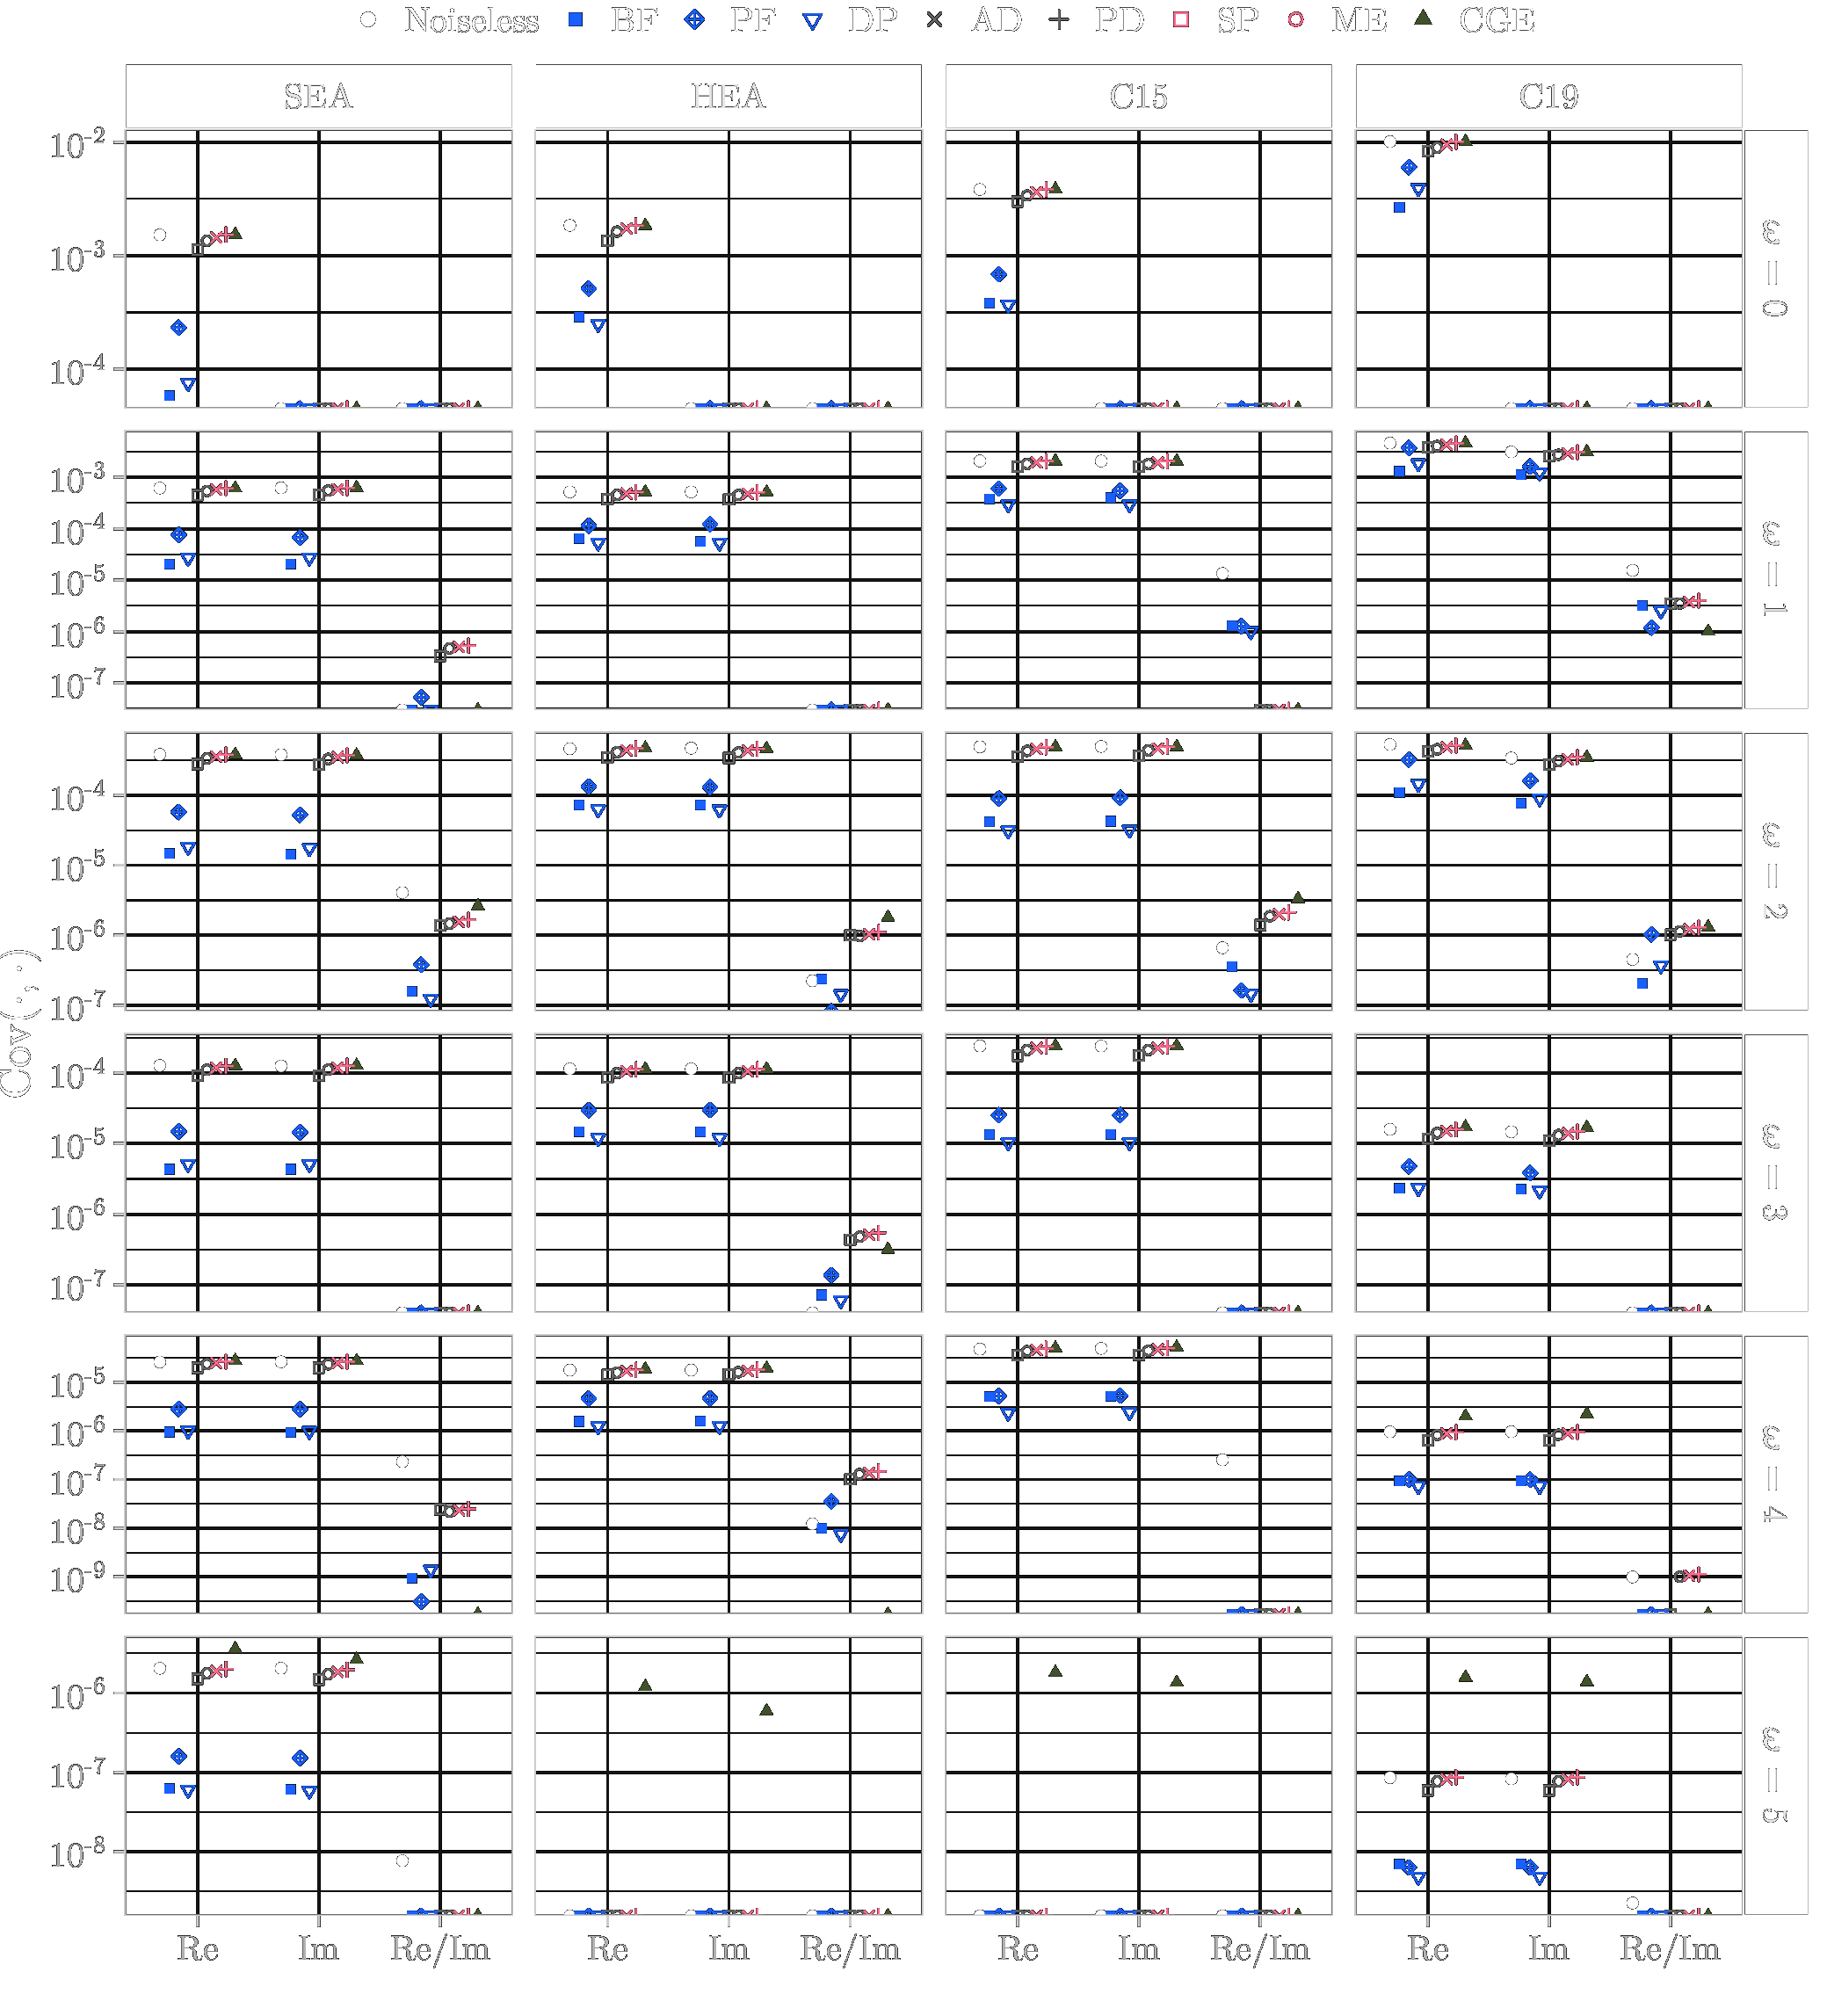 Noiseless BF PF DP AD PD SP ME CGE
SEA HEA C15 C19
10-2
10-3
10-4
ω = 0
10-3
10-4
10-5
10-6
10-7
ω = 1
10-4
10-5
10-6
10-7
ω = 2
Cov(·,·)
10-4
10-5
10-6
10-7
ω = 3
10-5
10-6
10-7
10-8
10-9
ω = 4
10-6
10-7
10-8
ω = 5
Re Im Re/Im Re Im Re/Im Re Im Re/Im Re Im Re/Im